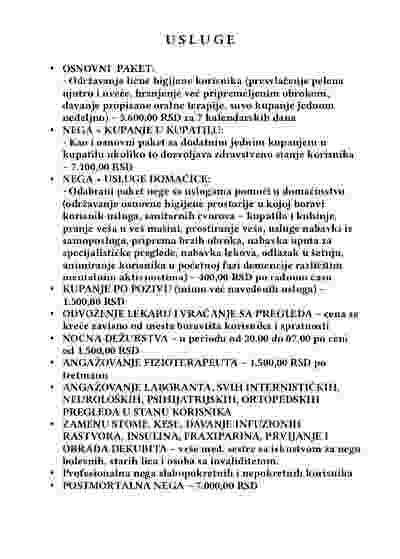 USLUGE
• OSNOVNI PAKET:
- Održavanje lične higijene korisnika (presvlačenje pelena
ujutro i uveče, hranjenje već pripremljenim obrokom,
davanje propisane oralne terapije, suvo kupanje jednom
nedeljno) – 5.600,00 RSD za 7 kalendarskih dana
• NEGA + KUPANJE U KUPATILU:
- Kao i osnovni paket sa dodatnim jednim kupanjem u
kupatilu ukoliko to dozvoljava zdravstveno stanje korisnika
– 7.100,00 RSD
• NEGA + USLUGE DOMAĆICE:
- Odabrani paket nege sa uslogama pomoći u domaćinstvu
(održavanje osnovne higijene prostorije u kojoj boravi
korisnik usluga, sanitarnih čvorova – kupatilo i kuhinje,
pranje veša u veš mašini, prostiranje veša, usluge nabavki iz
samoposluga, priprema brzih obroka, nabavka uputa za
specijalističke preglede, nabavka lekova, odlazak u šetnju,
animiranje korisnika u početnoj fazi demencije različitim
mentalnim aktivnostima) – 400,00 RSD po radnom času
• KUPANJE PO POZIVU (mimo već navedenih usluga) –
1.500,00 RSD
• ODVOŽENJE LEKARU I VRAĆANJE SA PREGLEDA – cena se
kreće zavisno od mesta boravišta korisnika i spratnosti
• NOĆNA DEŽURSTVA – u periodu od 20.00 do 07.00 po ceni
od 1.500,00 RSD
• ANGAŽOVANJE FIZIOTERAPEUTA – 1.500,00 RSD po
tretmanu
• ANGAŽOVANJE LABORANTA, SVIH INTERNISTIČKIH,
NEUROLOŠKIH, PSIHIJATRIJSKIH, ORTOPEDSKIH
PREGLEDA U STANU KORISNIKA
• ZAMENU STOME, KESE, DAVANJE INFUZIONIH
RASTVORA, INSULINA, FRAXIPARINA, PREVIJANJE I
OBRADA DEKUBITA – vrše med. sestre sa iskustvom za negu
bolesnih, starih lica i osoba sa invaliditetom.
• Profesionalna nega slabopokretnih i nepokretnih korisnika
• POSTMORTALNA NEGA – 7.000,00 RSD